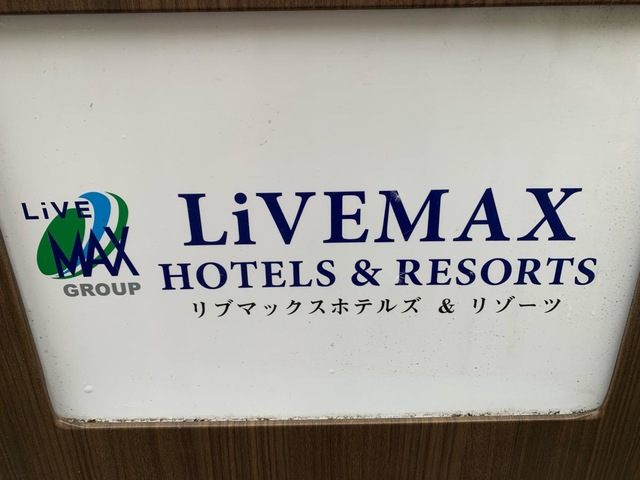 LiVE
MAX
GROUP
LiVEMAX
HOTELS & RESORTS
リブマックスホテルズ & リゾーツ